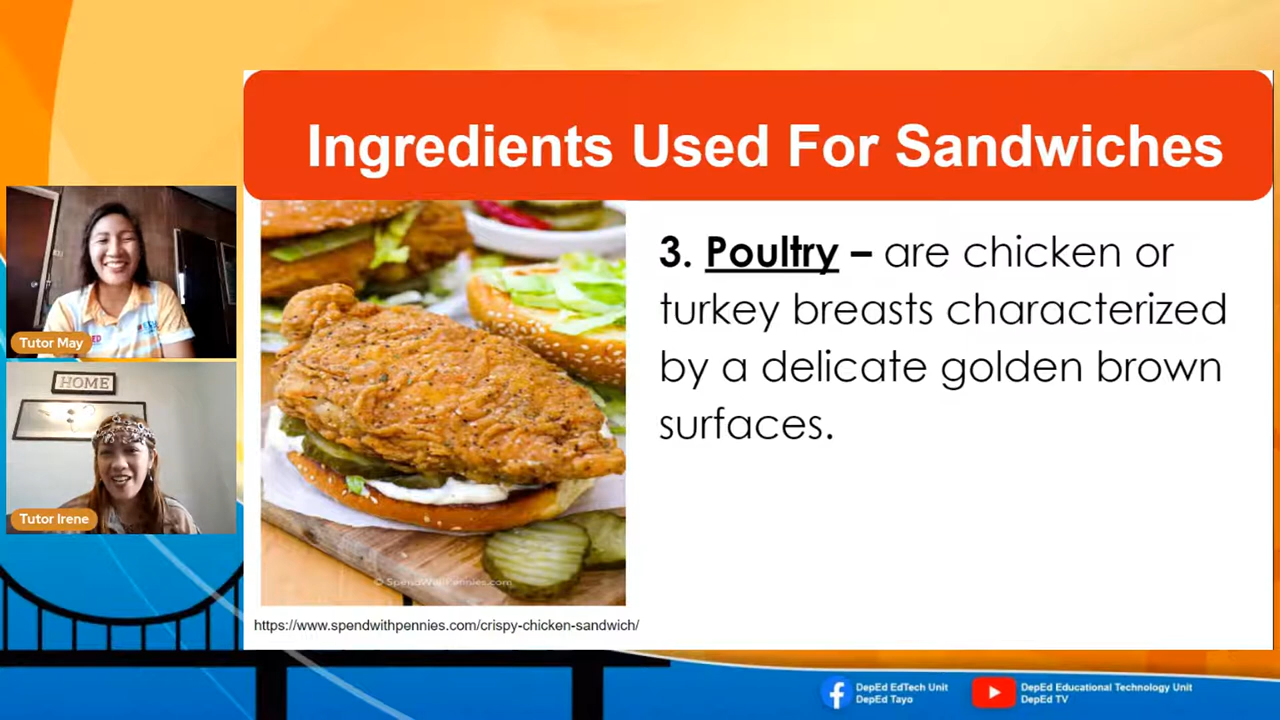 Ingredients Used For Sandwiches
3. Poultry – are chicken or
turkey breasts characterized
by a delicate golden brown
surfaces.
© SpendWithPennies.com
https://www.spendwithpennies.com/crispy-chicken-sandwich/
Tutor May
HOME
Tutor Irene
DepEd EdTech Unit
DepEd Tayo
DepEd Educational Technology Unit
DepEd TV